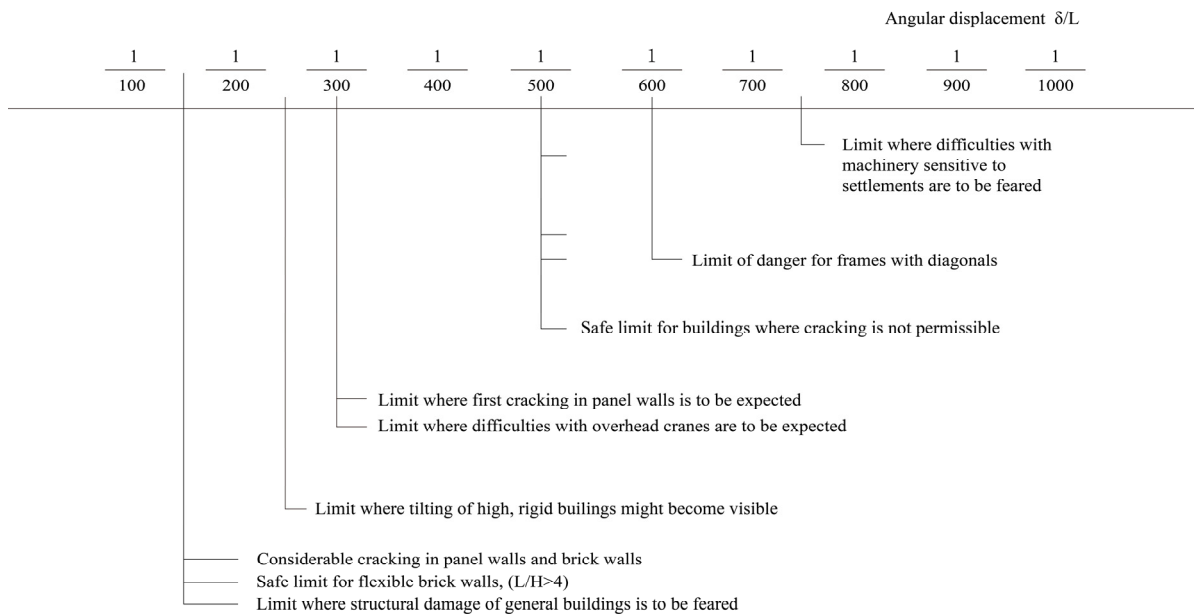 Angular displacement δ/L
1 1 1 1 1 1 1 1 1 1
100 200 300 400 500 600 700 800 900 1000
Limit where difficulties with
machinery sensitive to
settlements are to be feared
Limit of danger for frames with diagonals
Safe limit for buildings where cracking is not permissible
Limit where first cracking in panel walls is to be expected
Limit where difficulties with overhead cranes are to be expected
Limit where tilting of high, rigid builings might become visible
Considerable cracking in panel walls and brick walls
Safe limit for flexible brick walls, (L/H>4)
Limit where structural damage of general buildings is to be feared